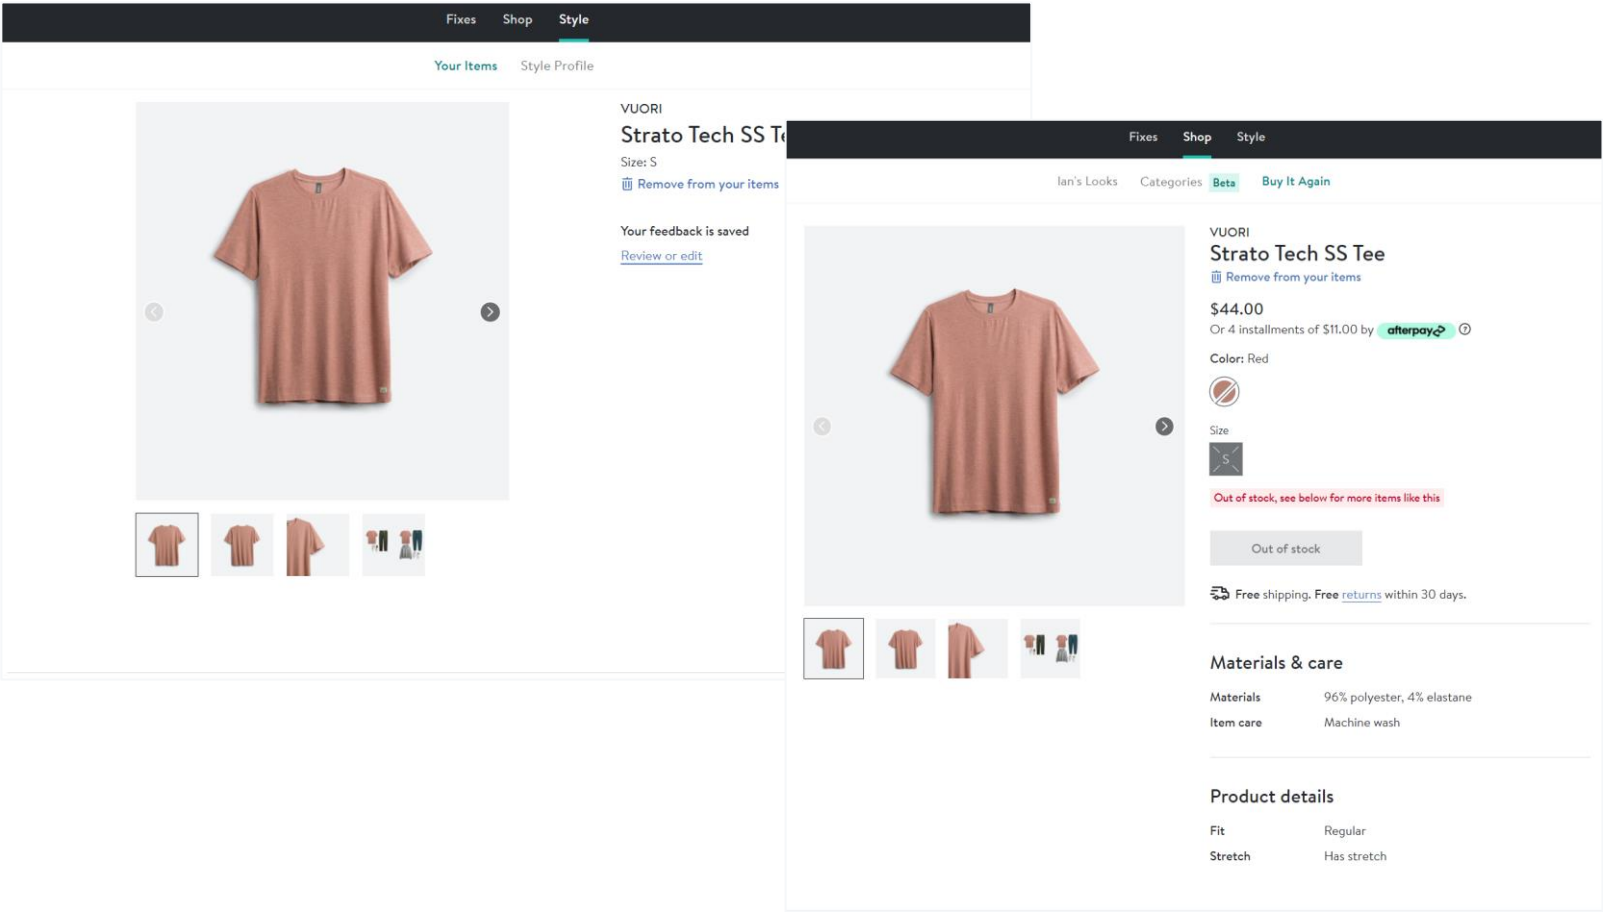 Fixes Shop Style
Your Items Style Profile
VUORI
Strato Tech SS
Size: S
Remove from your items
Your feedback is saved
Review or edit
Fixes Shop Style
Ian's Looks Categories Beta Buy It Again
VUORI
Strato Tech SS Tee
Remove from your items
$44.00
Or 4 installments of $11.00 by afterpay
Color: Red
Size
S
Out of stock, see below for more items like this
Out of stock
Free shipping. Free returns within 30 days.
Materials & care
Materials 96% polyester, 4% elastane
Item care Machine wash
Product details
Fit Regular
Stretch Has stretch